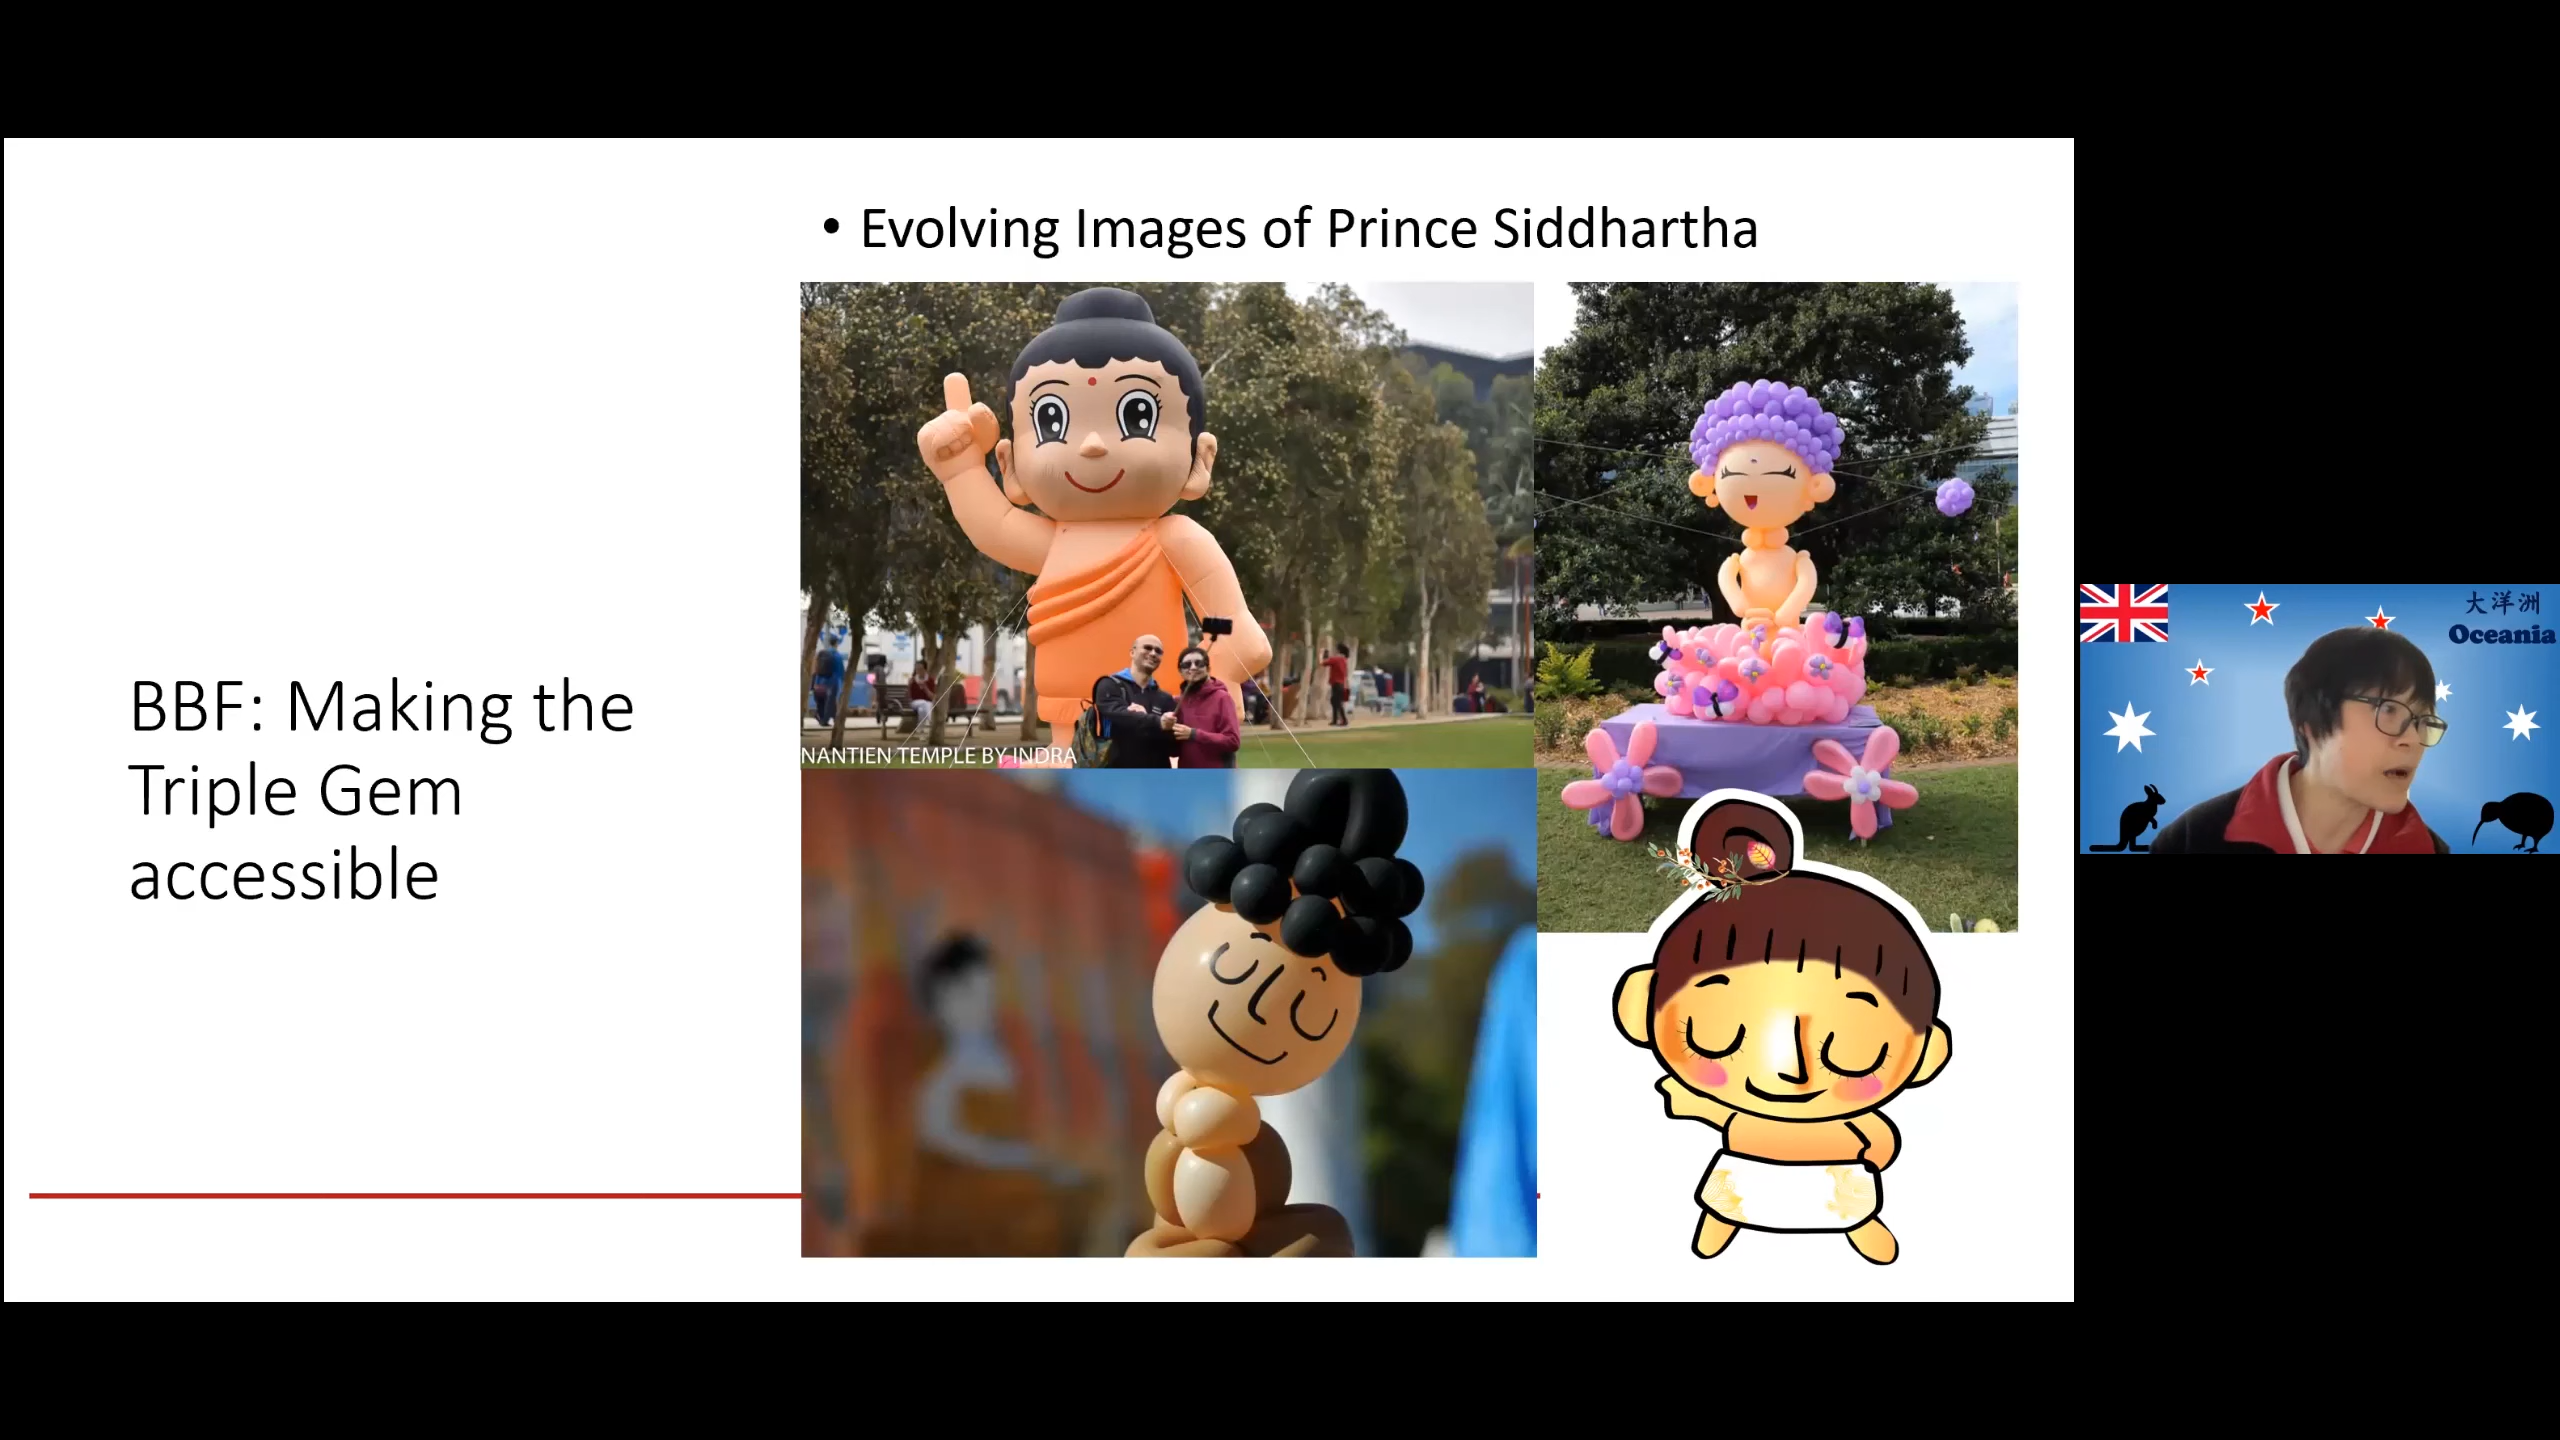 • Evolving Images of Prince Siddhartha
BBF: Making the
Triple Gem
accessible
NANTIEN TEMPLE BY INDRA
大洋洲
Oceania